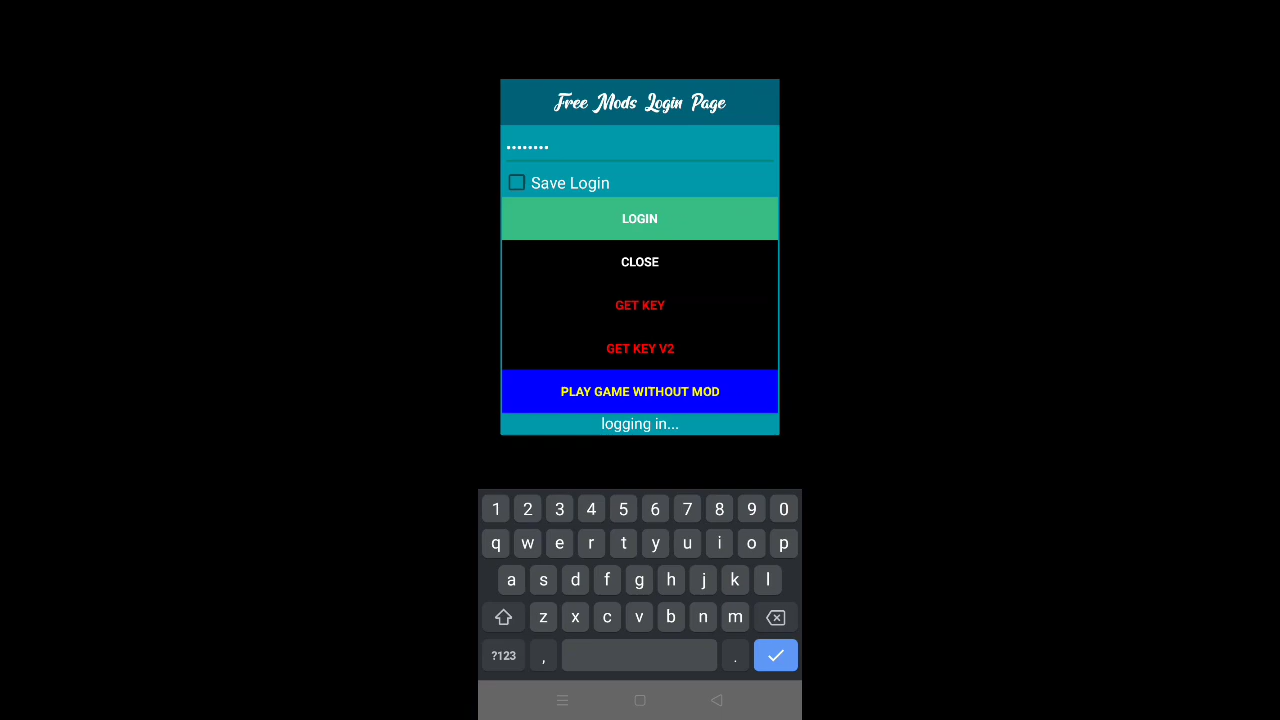 Free Mods Login Page
••••••••
Save Login
LOGIN
CLOSE
GET KEY
GET KEY V2
PLAY GAME WITHOUT MOD
logging in...
1 2 3 4 5 6 7 8 9 0
q w e r t y u i o p
a s d f g h j k l
z x c v b n m
?123 , .